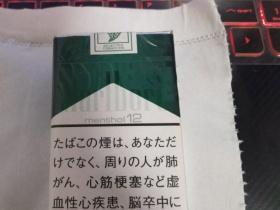 Marlboro
menthol 12
たばこの煙は、あなただ
けでなく、周りの人が肺
がん、心筋梗塞など虚
血性心疾患、脳卒中に